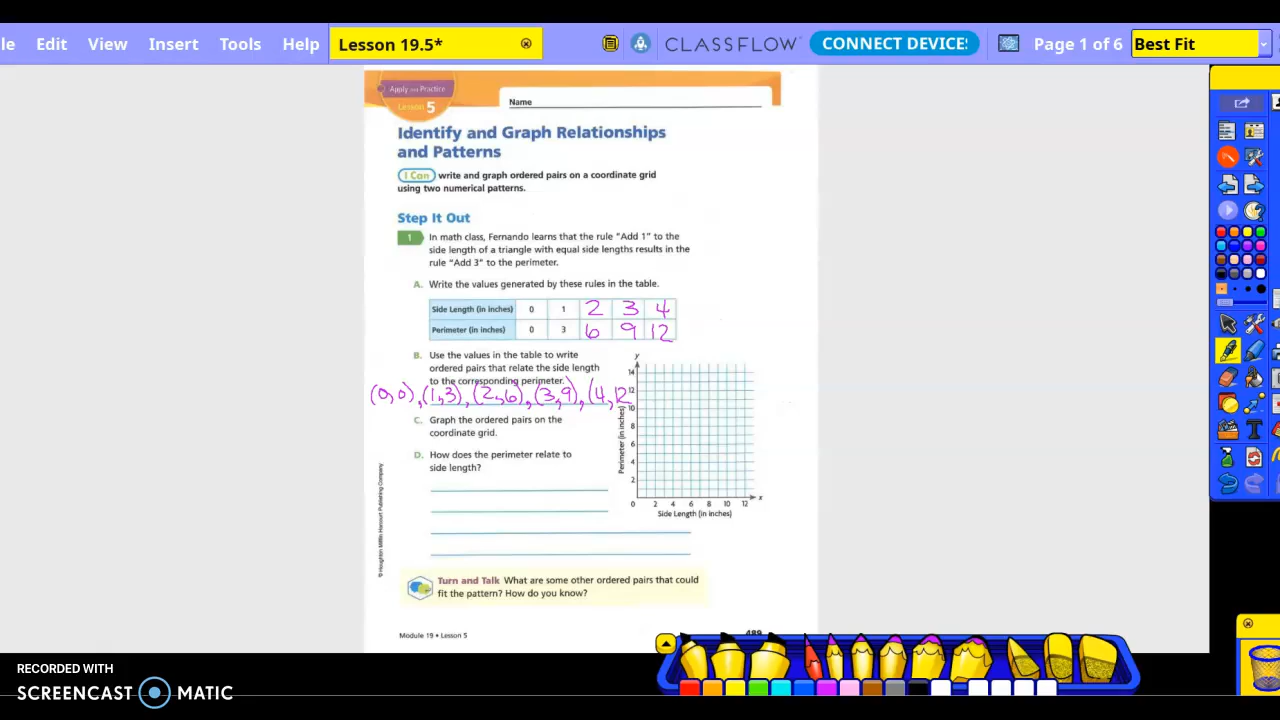 le Edit View Insert Tools Help Lesson 19.5* CLASSFLOW CONNECT DEVICES Page 1 of 6 Best Fit
Apply and Practice
Lesson 5
Name
Identify and Graph Relationships
and Patterns
I Can write and graph ordered pairs on a coordinate grid
using two numerical patterns.
Step It Out
1 In math class, Fernando learns that the rule "Add 1" to the
side length of a triangle with equal side lengths results in the
rule "Add 3" to the perimeter.
A. Write the values generated by these rules in the table.
Side Length (in inches) 0 1 2 3 4
Perimeter (in inches) 0 3 6 9 12
B. Use the values in the table to write
ordered pairs that relate the side length
to the corresponding perimeter.
(0,0), (1,3), (2,6), (3,9), (4,12
C. Graph the ordered pairs on the
coordinate grid.
D. How does the perimeter relate to
side length?
y
14
12
10
8
6
4
2
0 2 4 6 8 10 12 x
Perimeter (in inches)
Side Length (in inches)
© Houghton Mifflin Harcourt Publishing Company
Turn and Talk What are some other ordered pairs that could
fit the pattern? How do you know?
Module 19 • Lesson 5 489
RECORDED WITH
SCREENCAST MATIC